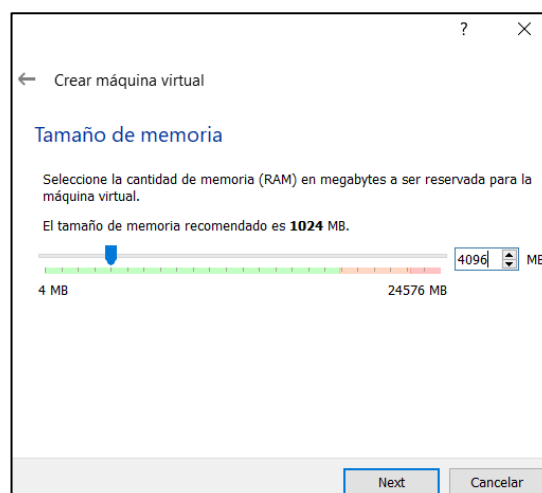 ?
Crear máquina virtual
Tamaño de memoria
Seleccione la cantidad de memoria (RAM) en megabytes a ser reservada para la
máquina virtual.
El tamaño de memoria recomendado es 1024 MB.
4096 MB
4 MB 24576 MB
Next Cancelar